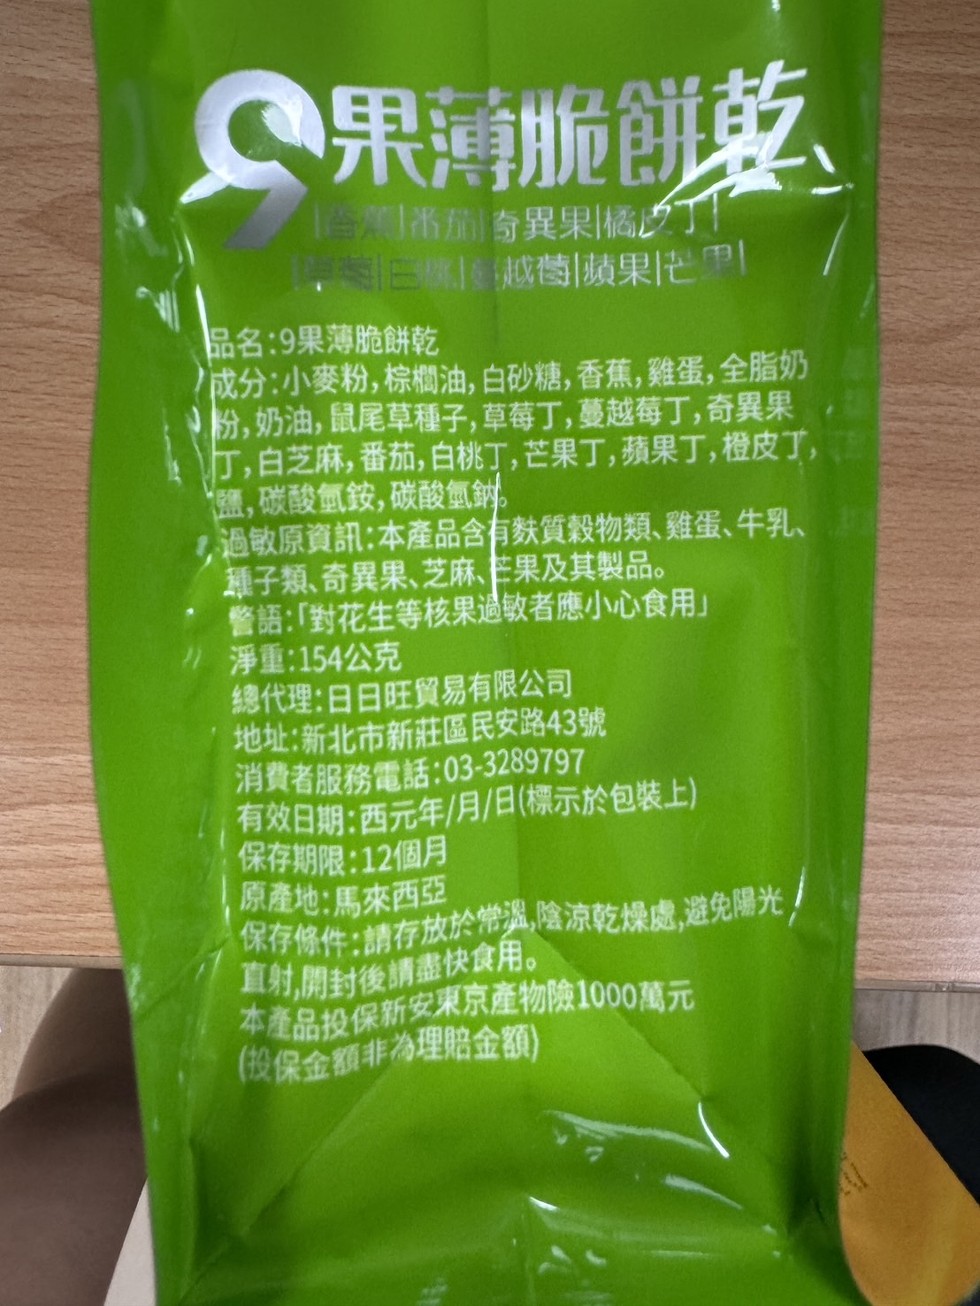 9果薄脆餅乾
|香蕉|番茄|奇異果|橘皮丁|
|草莓|白桃|蔓越莓|蘋果|芒果|
品名:9果薄脆餅乾
成分:小麥粉,棕櫚油,白砂糖,香蕉,雞蛋,全脂奶
粉,奶油,鼠尾草種子,草莓丁,蔓越莓丁,奇異果
丁,白芝麻,番茄,白桃丁,芒果丁,蘋果丁,橙皮丁,
鹽,碳酸氫銨,碳酸氫鈉。
過敏原資訊:本產品含有麩質穀物類、雞蛋、牛乳、
種子類、奇異果、芝麻、芒果及其製品。
警語:「對花生等核果過敏者應小心食用」
淨重:154公克
總代理:日日旺貿易有限公司
地址:新北市新莊區民安路43號
消費者服務電話:03-3289797
有效日期:西元年/月/日(標示於包裝上)
保存期限:12個月
原產地:馬來西亞
保存條件:請存放於常溫,陰涼乾燥處,避免陽光
直射,開封後請盡快食用。
本產品投保新安東京產物險1000萬元
(投保金額非為理賠金額)